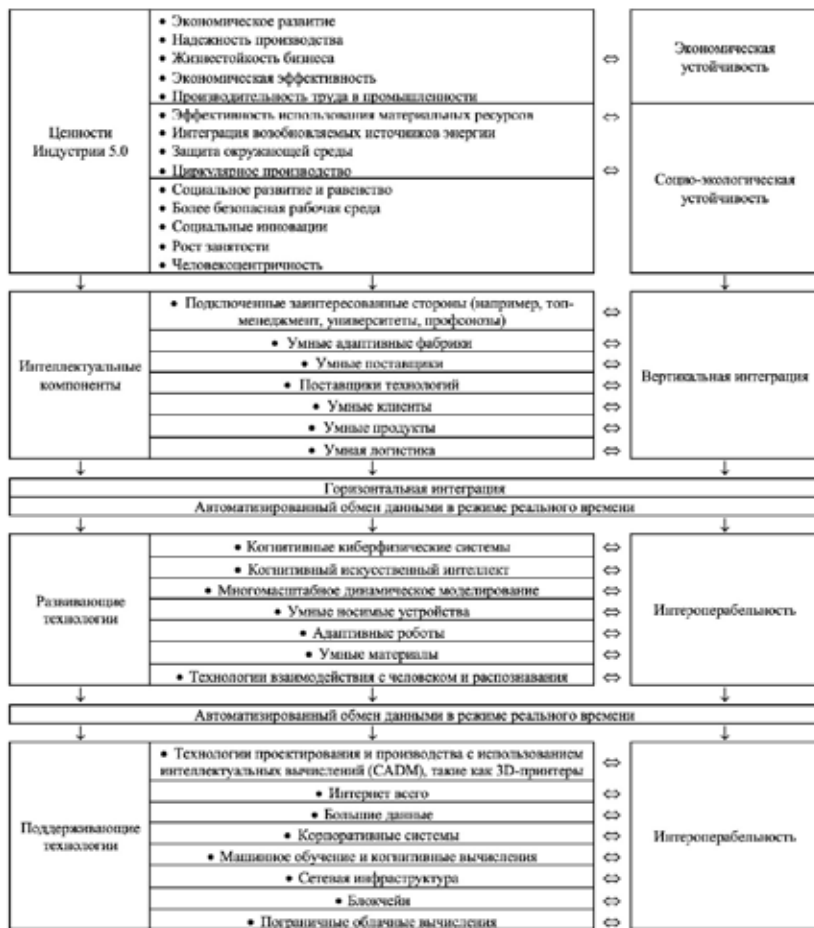 Ценности
Индустрии 5.0
• Экономическое развитие
• Надежность производства
• Жизнестойкость бизнеса
• Экономическая эффективность
• Производительность труда в промышленности
⇔
Экономическая
устойчивость
• Эффективность использования материальных ресурсов
• Интеграция возобновляемых источников энергии
• Защита окружающей среды
• Циркулярное производство
• Социальное развитие и равенство
• Более безопасная рабочая среда
• Социальные инновации
• Рост занятости
• Человекоцентричность
⇔
⇔
Социо-экологическая
устойчивость
↓ ↓ ↓
Интеллектуальные
компоненты
• Подключенные заинтересованные стороны (например, топ-
менеджмент, университеты, профсоюзы) ⇔
• Умные адаптивные фабрики ⇔
• Умные поставщики ⇔
• Поставщики технологий ⇔
• Умные клиенты ⇔
• Умные продукты ⇔
• Умная логистика ⇔
Вертикальная интеграция
↓ ↓ ↓
Горизонтальная интеграция
Автоматизированный обмен данными в режиме реального времени
↓ ↓ ↓
Развивающие
технологии
• Когнитивные киберфизические системы ⇔
• Когнитивный искусственный интеллект ⇔
• Многомасштабное динамическое моделирование ⇔
• Умные носимые устройства ⇔
• Адаптивные роботы ⇔
• Умные материалы ⇔
• Технологии взаимодействия с человеком и распознавания ⇔
Интероперабельность
↓ ↓ ↓
Автоматизированный обмен данными в режиме реального времени
↓ ↓ ↓
Поддерживающие
технологии
• Технологии проектирования и производства с использованием
интеллектуальных вычислений (CADM), такие как 3D-принтеры ⇔
• Интернет всего ⇔
• Большие данные ⇔
• Корпоративные системы ⇔
• Машинное обучение и когнитивные вычисления ⇔
• Сетевая инфраструктура ⇔
• Блокчейн ⇔
• Пограничные облачные вычисления ⇔
Интероперабельность